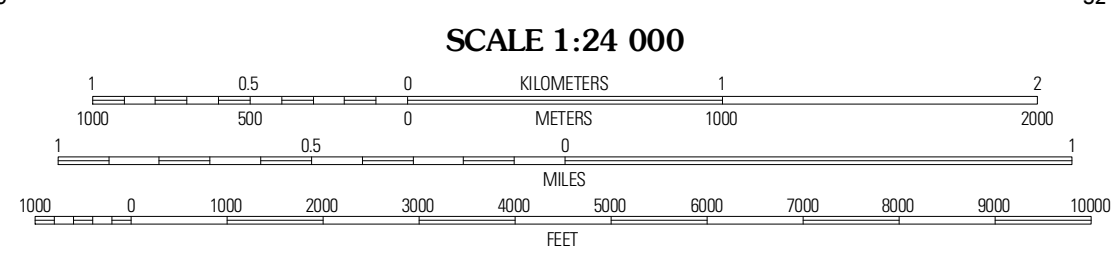 SCALE 1:24 000
1 0.5 0 KILOMETERS 1 2
1000 500 0 METERS 1000 2000
1 0.5 0 1
MILES
1000 0 1000 2000 3000 4000 5000 6000 7000 8000 9000 10000
FEET